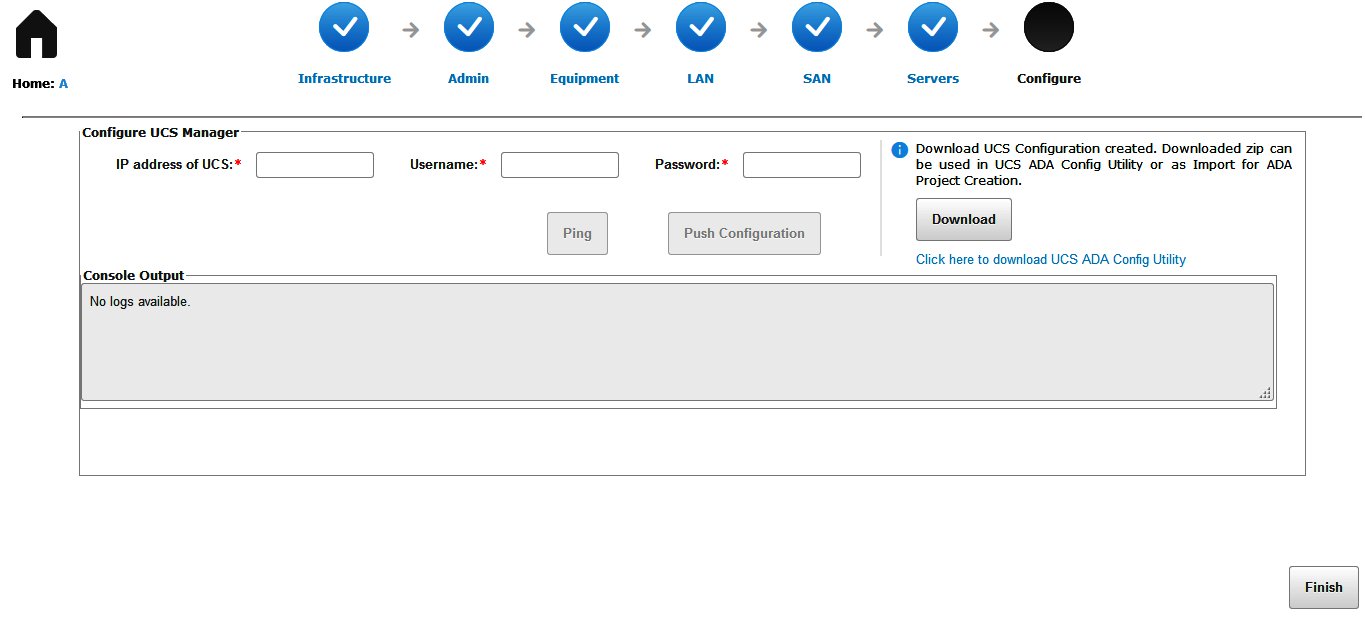 Home: A
Infrastructure
Admin
Equipment
LAN
SAN
Servers
Configure
Configure UCS Manager
IP address of UCS:*
Username:*
Password:*
Ping
Push Configuration
Download UCS Configuration created. Downloaded zip can
be used in UCS ADA Config Utility or as Import for ADA
Project Creation.
Download
Click here to download UCS ADA Config Utility
Console Output
No logs available.
Finish